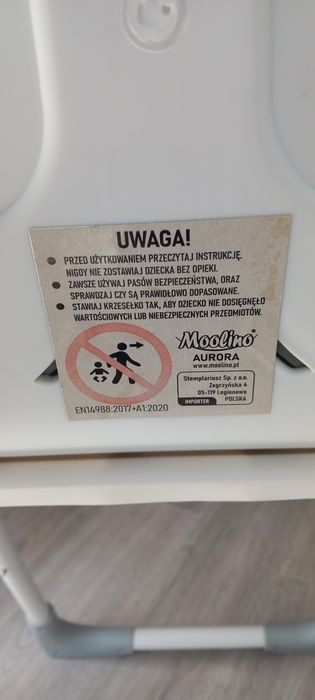 UWAGA!
• PRZED UŻYTKOWANIEM PRZECZYTAJ INSTRUKCJĘ.
NIGDY NIE ZOSTAWIAJ DZIECKA BEZ OPIEKI.
• ZAWSZE UŻYWAJ PASÓW BEZPIECZEŃSTWA, ORAZ
SPRAWDZAJ CZY SĄ PRAWIDŁOWO DOPASOWANE.
• STAWIAJ KRZESEŁKO TAK, ABY DZIECKO NIE DOSIĘGNĘŁO
WARTOŚCIOWYCH LUB NIEBEZPIECZNYCH PRZEDMIOTÓW.
Moolino®
AURORA
www.moolino.pl
Stemplariusz Sp. z o.o.
Zegrzyńska 4
05-119 Legionowo
IMPORTER POLSKA
EN14988:2017+A1:2020